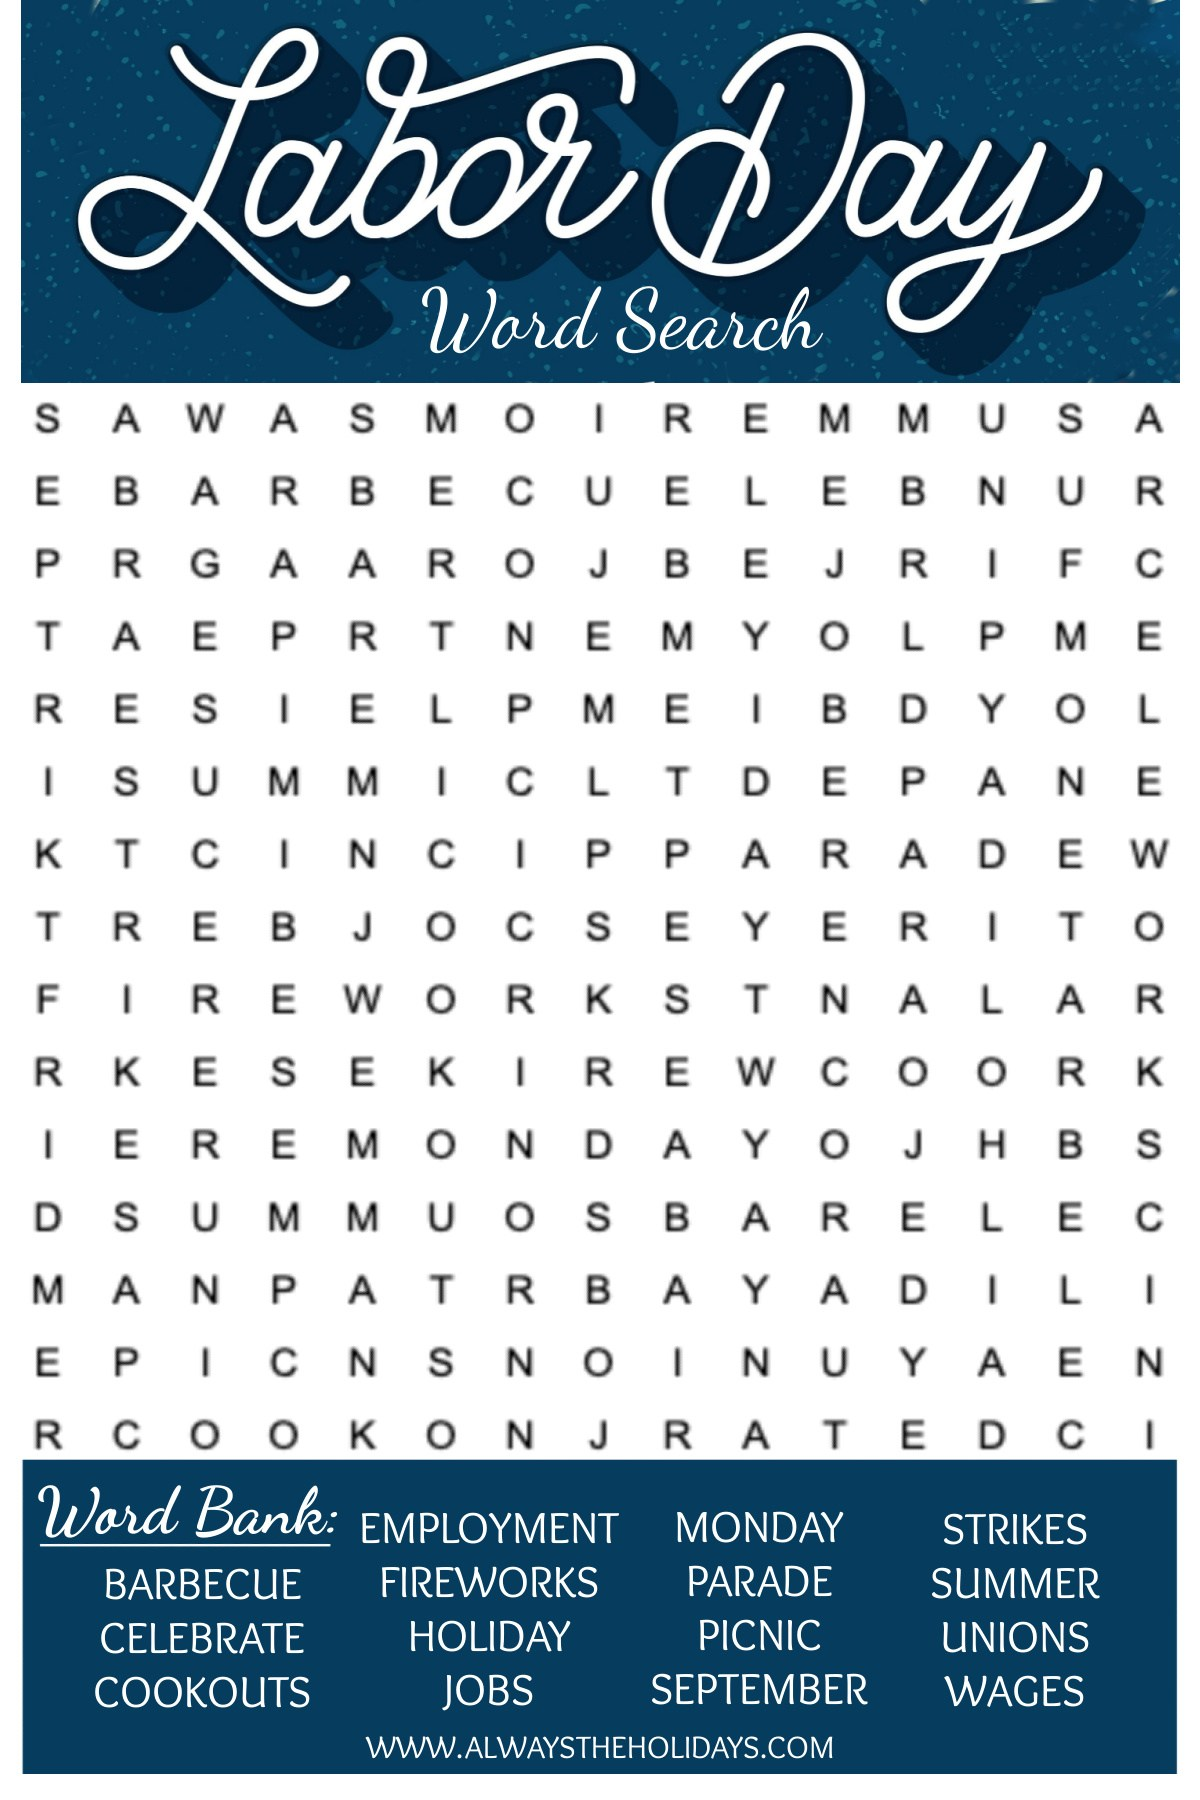 Labor Day
Word Search
S A W A S M O I R E M M U S A
E B A R B E C U E L E B N U R
P R G A A R O J B E J R I F C
T A E P R T N E M Y O L P M E
R E S I E L P M E I B D Y O L
I S U M M I C L T D E P A N E
K T C I N C I P P A R A D E W
T R E B J O C S E Y E R I T O
F I R E W O R K S T N A L A R
R K E S E K I R E W C O O R K
I E R E M O N D A Y O J H B S
D S U M M U O S B A R E L E C
M A N P A T R B A Y A D I L I
E P I C N S N O I N U Y A E N
R C O O K O N J R A T E D C I
Word Bank:
BARBECUE
CELEBRATE
COOKOUTS
EMPLOYMENT
FIREWORKS
HOLIDAY
JOBS
MONDAY
PARADE
PICNIC
SEPTEMBER
STRIKES
SUMMER
UNIONS
WAGES
WWW.ALWAYSTHEHOLIDAYS.COM